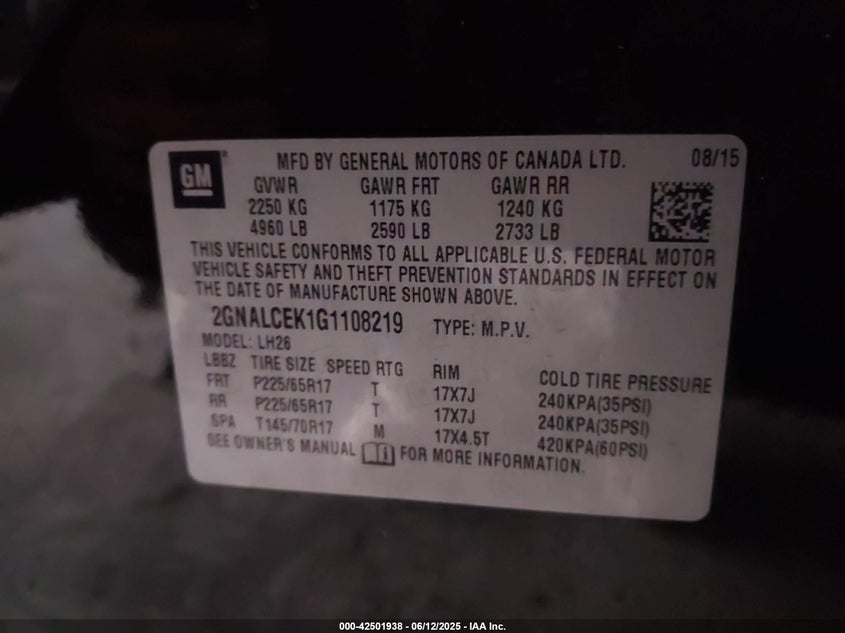 GM® MFD BY GENERAL MOTORS OF CANADA LTD. 08/15
GVWR GAWR FRT GAWR RR
2250 KG 1175 KG 1240 KG
4960 LB 2590 LB 2733 LB
THIS VEHICLE CONFORMS TO ALL APPLICABLE U.S. FEDERAL MOTOR
VEHICLE SAFETY AND THEFT PREVENTION STANDARDS IN EFFECT ON
THE DATE OF MANUFACTURE SHOWN ABOVE.
2GNALCEK1G1108219 TYPE: M.P.V.
MODEL: LH26
LBBZ TIRE SIZE SPEED RTG RIM COLD TIRE PRESSURE
FRT P225/65R17 T 17X7J 240KPA(35PSI)
RR P225/65R17 T 17X7J 240KPA(35PSI)
SPA T145/70R17 M 17X4.5T 420KPA(60PSI)
SEE OWNER'S MANUAL i FOR MORE INFORMATION.
000-42501938 - 06/12/2025 - IAA Inc.